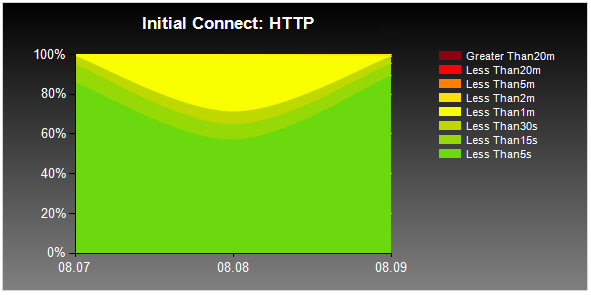 Initial Connect: HTTP
100%
80%
60%
40%
20%
0%
08.07
08.08
08.09
Greater Than20m
Less Than20m
Less Than5m
Less Than2m
Less Than1m
Less Than30s
Less Than15s
Less Than5s